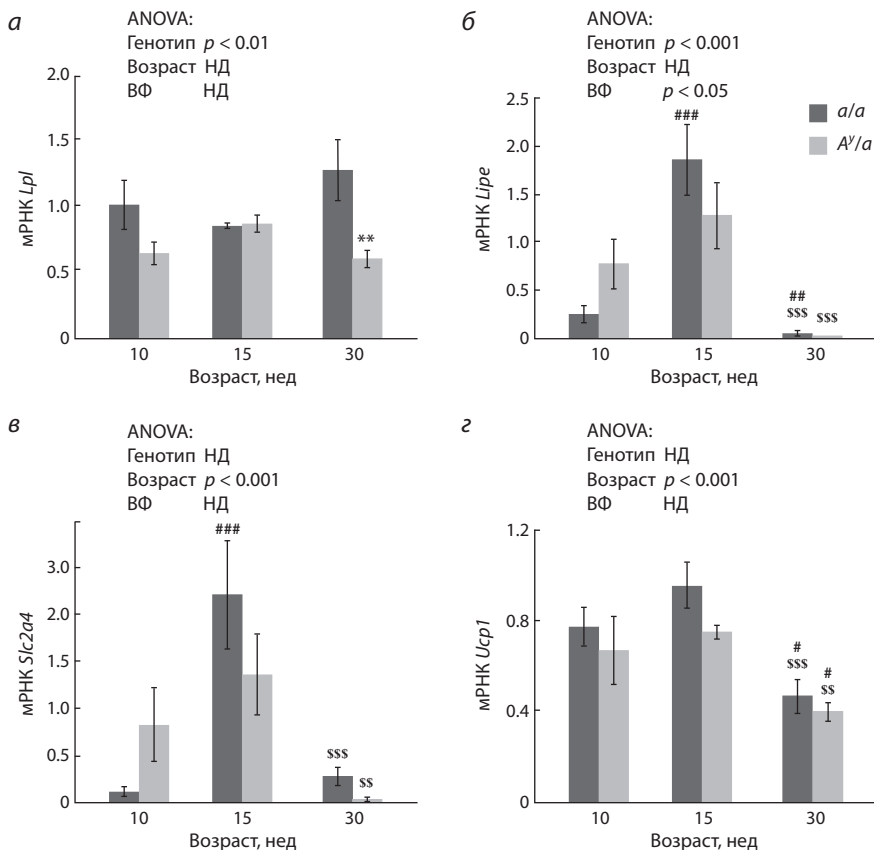 а
ANOVA:
Генотип p < 0.01
Возраст НД
ВФ НД
мРНК Lpl
2.0
1.5
1.0
0.5
0
**
10 15 30
Возраст, нед
б
ANOVA:
Генотип p < 0.001
Возраст НД
ВФ p < 0.05
a/a
Aʸ/a
мРНК Lipe
2.5
2.0
1.5
1.0
0.5
0
###
##
$$$ $$$
10 15 30
Возраст, нед
в
ANOVA:
Генотип НД
Возраст p < 0.001
ВФ НД
мРНК Slc2a4
3.0
2.0
1.5
1.0
0.5
0
###
$$$
$$
10 15 30
Возраст, нед
г
ANOVA:
Генотип НД
Возраст p < 0.001
ВФ НД
мРНК Ucp1
1.2
0.8
0.4
0
#
$$$
#
$$
10 15 30
Возраст, нед